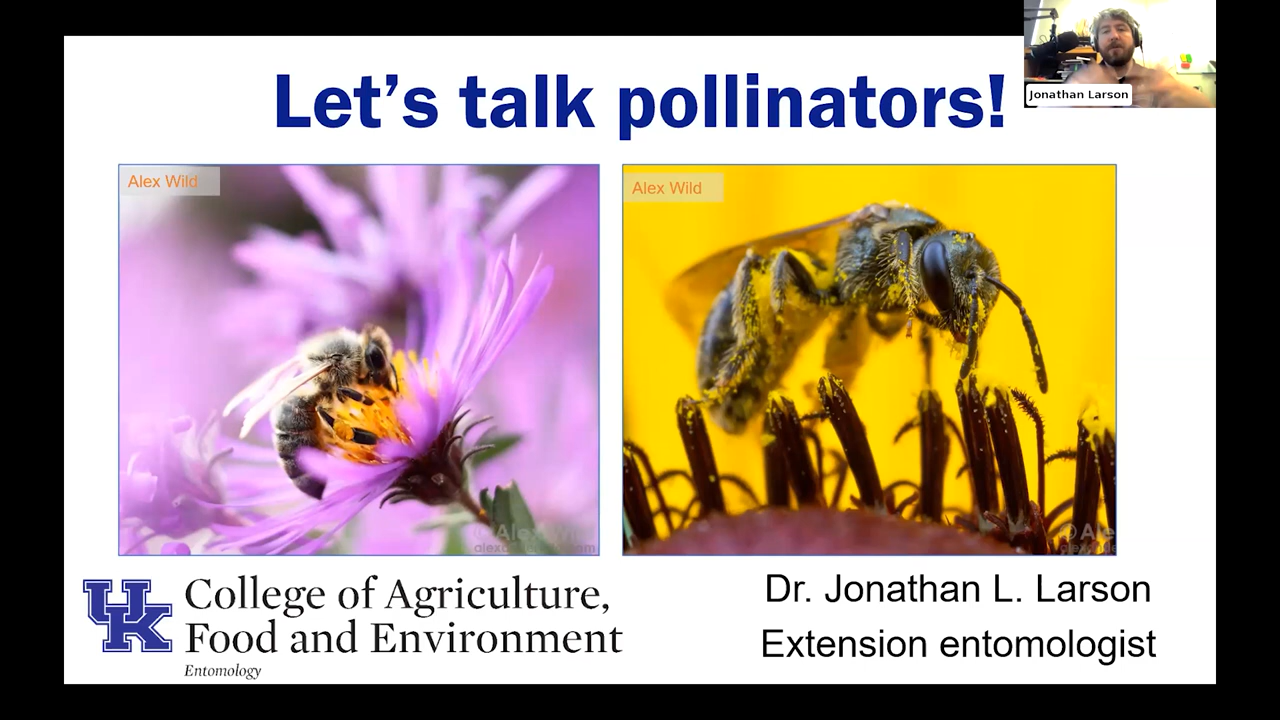 Let's talk pollinators!
Jonathan Larson
Alex Wild
Alex Wild
UK
College of Agriculture,
Food and Environment
Entomology
Dr. Jonathan L. Larson
Extension entomologist